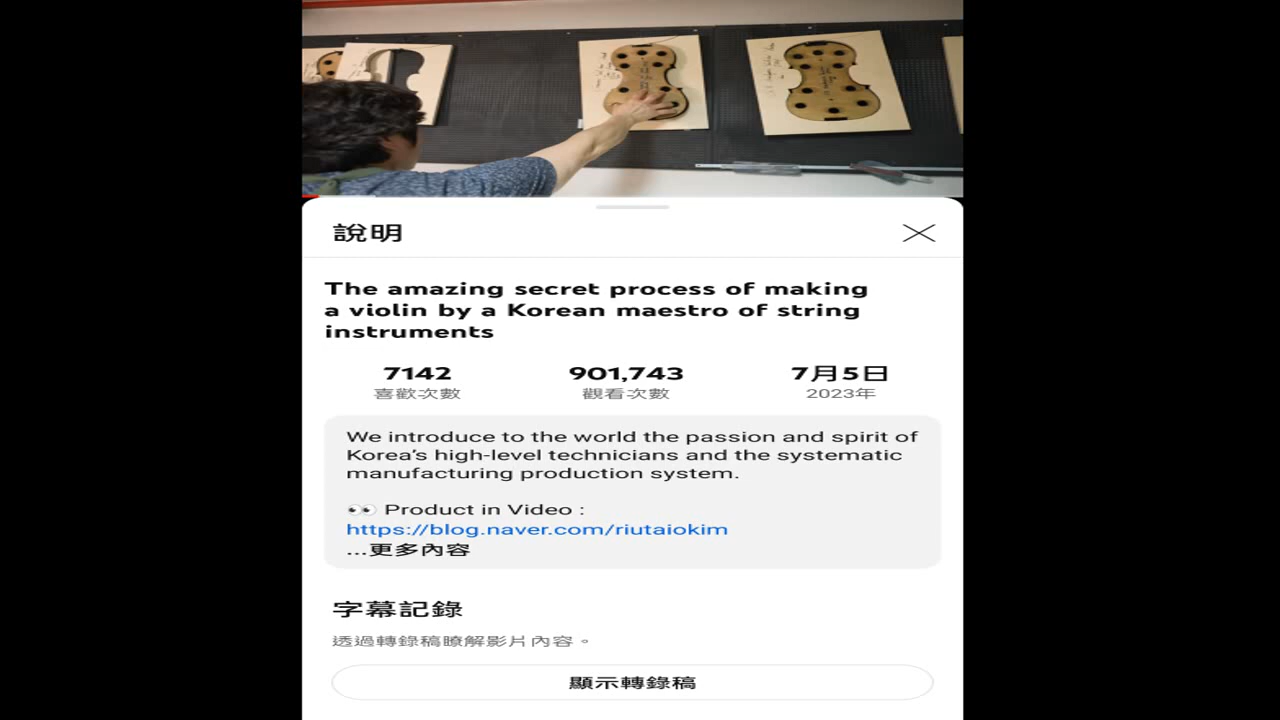 說明
The amazing secret process of making
a violin by a Korean maestro of string
instruments
7142 901,743 7月5日
喜歡次數 觀看次數 2023年
We introduce to the world the passion and spirit of
Korea's high-level technicians and the systematic
manufacturing production system.
👀 Product in Video :
https://blog.naver.com/riutaiokim
...更多內容
字幕記錄
透過轉錄稿瞭解影片內容。
顯示轉錄稿